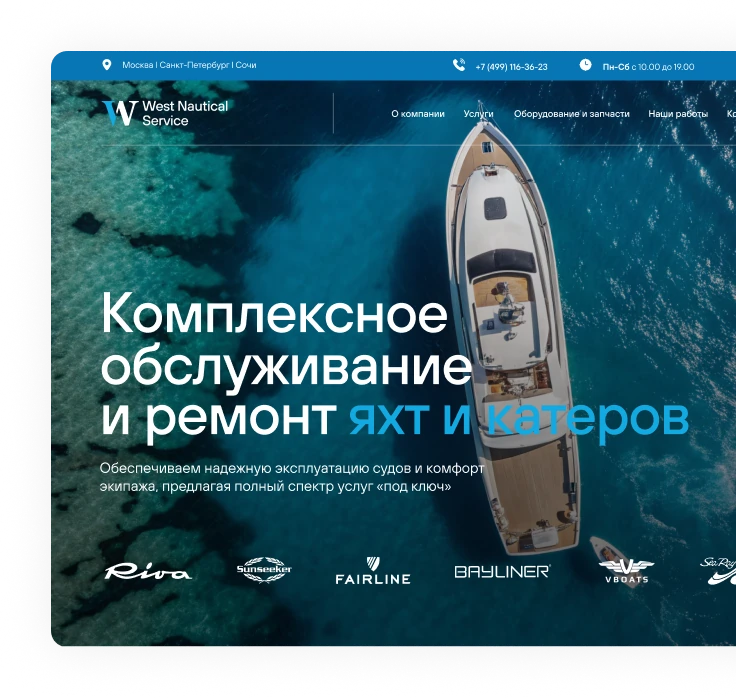 Москва | Санкт-Петербург | Сочи
+7 (499) 116-36-23
Пн-Сб с 10.00 до 19.00
W West Nautical
Service
О компании
Услуги
Оборудование и запчасти
Наши работы
Комплексное
обслуживание
и ремонт яхт и катеров
Обеспечиваем надежную эксплуатацию судов и комфорт
экипажа, предлагая полный спектр услуг «под ключ»
Riva
Sunseeker
FAIRLINE
BAYLINER
VBOATS
Sea Ray